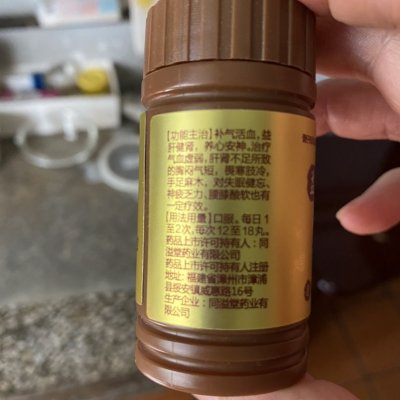 【功能主治】补气活血,益
肝健肾,养心安神。治疗
气血虚弱,肝肾不足所致
的胸闷气短,畏寒肢冷,
手足麻木,对失眠健忘、
神疲乏力、腰膝酸软也有
一定疗效。
【用法用量】口服。每日1
至2次,每次12至18丸。
药品上市许可持有人:同
溢堂药业有限公司
药品上市许可持有人注册
地址:福建省漳州市漳浦
县绥安镇威惠路16号
生产企业:同溢堂药业有
限公司